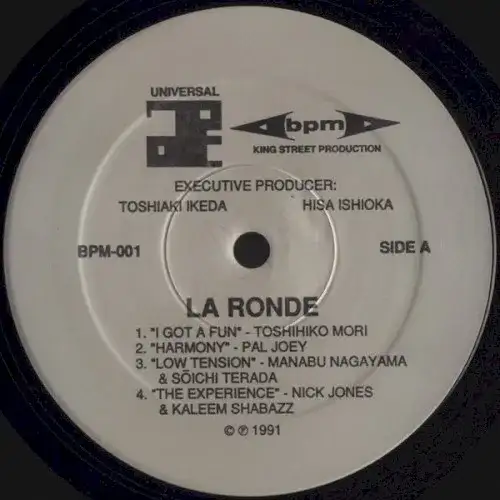 UNIVERSAL
bpm
KING STREET PRODUCTION
EXECUTIVE PRODUCER:
TOSHIAKI IKEDA HISA ISHIOKA
BPM-001 SIDE A
LA RONDE
1. "I GOT A FUN" - TOSHIHIKO MORI
2. "HARMONY" - PAL JOEY
3. "LOW TENSION" - MANABU NAGAYAMA
& SŌICHI TERADA
4. "THE EXPERIENCE" - NICK JONES
& KALEEM SHABAZZ
© ℗ 1991